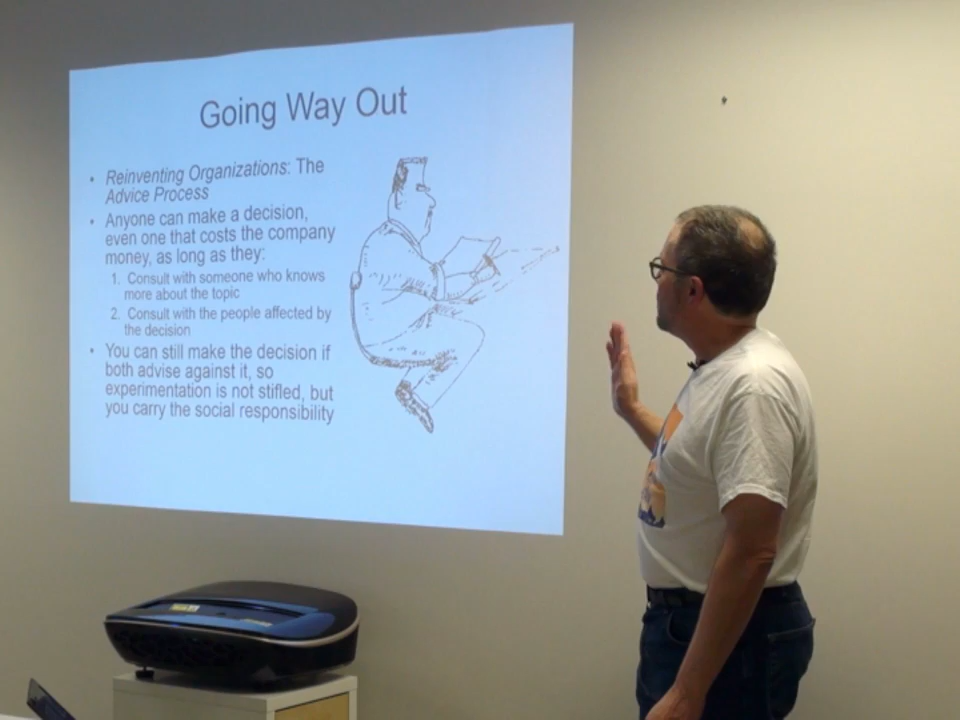 Going Way Out
• Reinventing Organizations: The
Advice Process
• Anyone can make a decision,
even one that costs the company
money, as long as they:
1. Consult with someone who knows
more about the topic
2. Consult with the people affected by
the decision
• You can still make the decision if
both advise against it, so
experimentation is not stifled, but
you carry the social responsibility